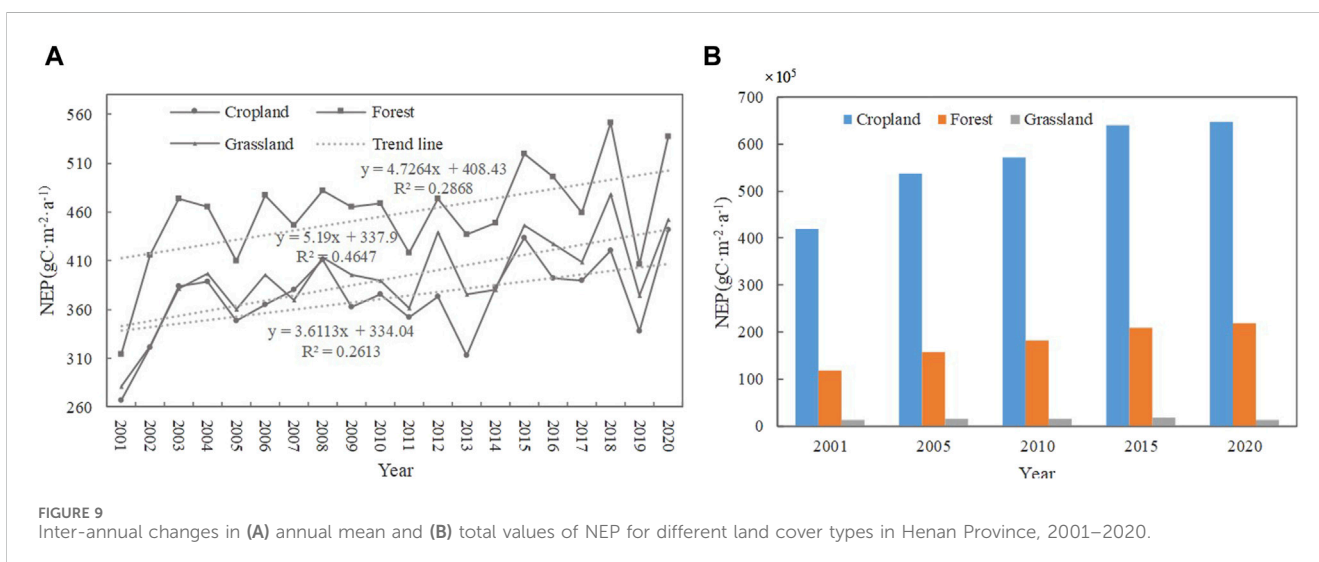 A
NEP(gC·m⁻²·a⁻¹)
560
510
460
410
360
310
260
Cropland
Forest
Grassland
Trend line
y = 4.7264x + 408.43
R² = 0.2868
y = 5.19x + 337.9
R² = 0.4647
y = 3.6113x + 334.04
R² = 0.2613
2001 2002 2003 2004 2005 2006 2007 2008 2009 2010 2011 2012 2013 2014 2015 2016 2017 2018 2019 2020
Year
B
×10⁵
NEP(gC·m⁻²·a⁻¹)
700
600
500
400
300
200
100
0
Cropland Forest Grassland
2001 2005 2010 2015 2020
Year
FIGURE 9
Inter-annual changes in (A) annual mean and (B) total values of NEP for different land cover types in Henan Province, 2001–2020.